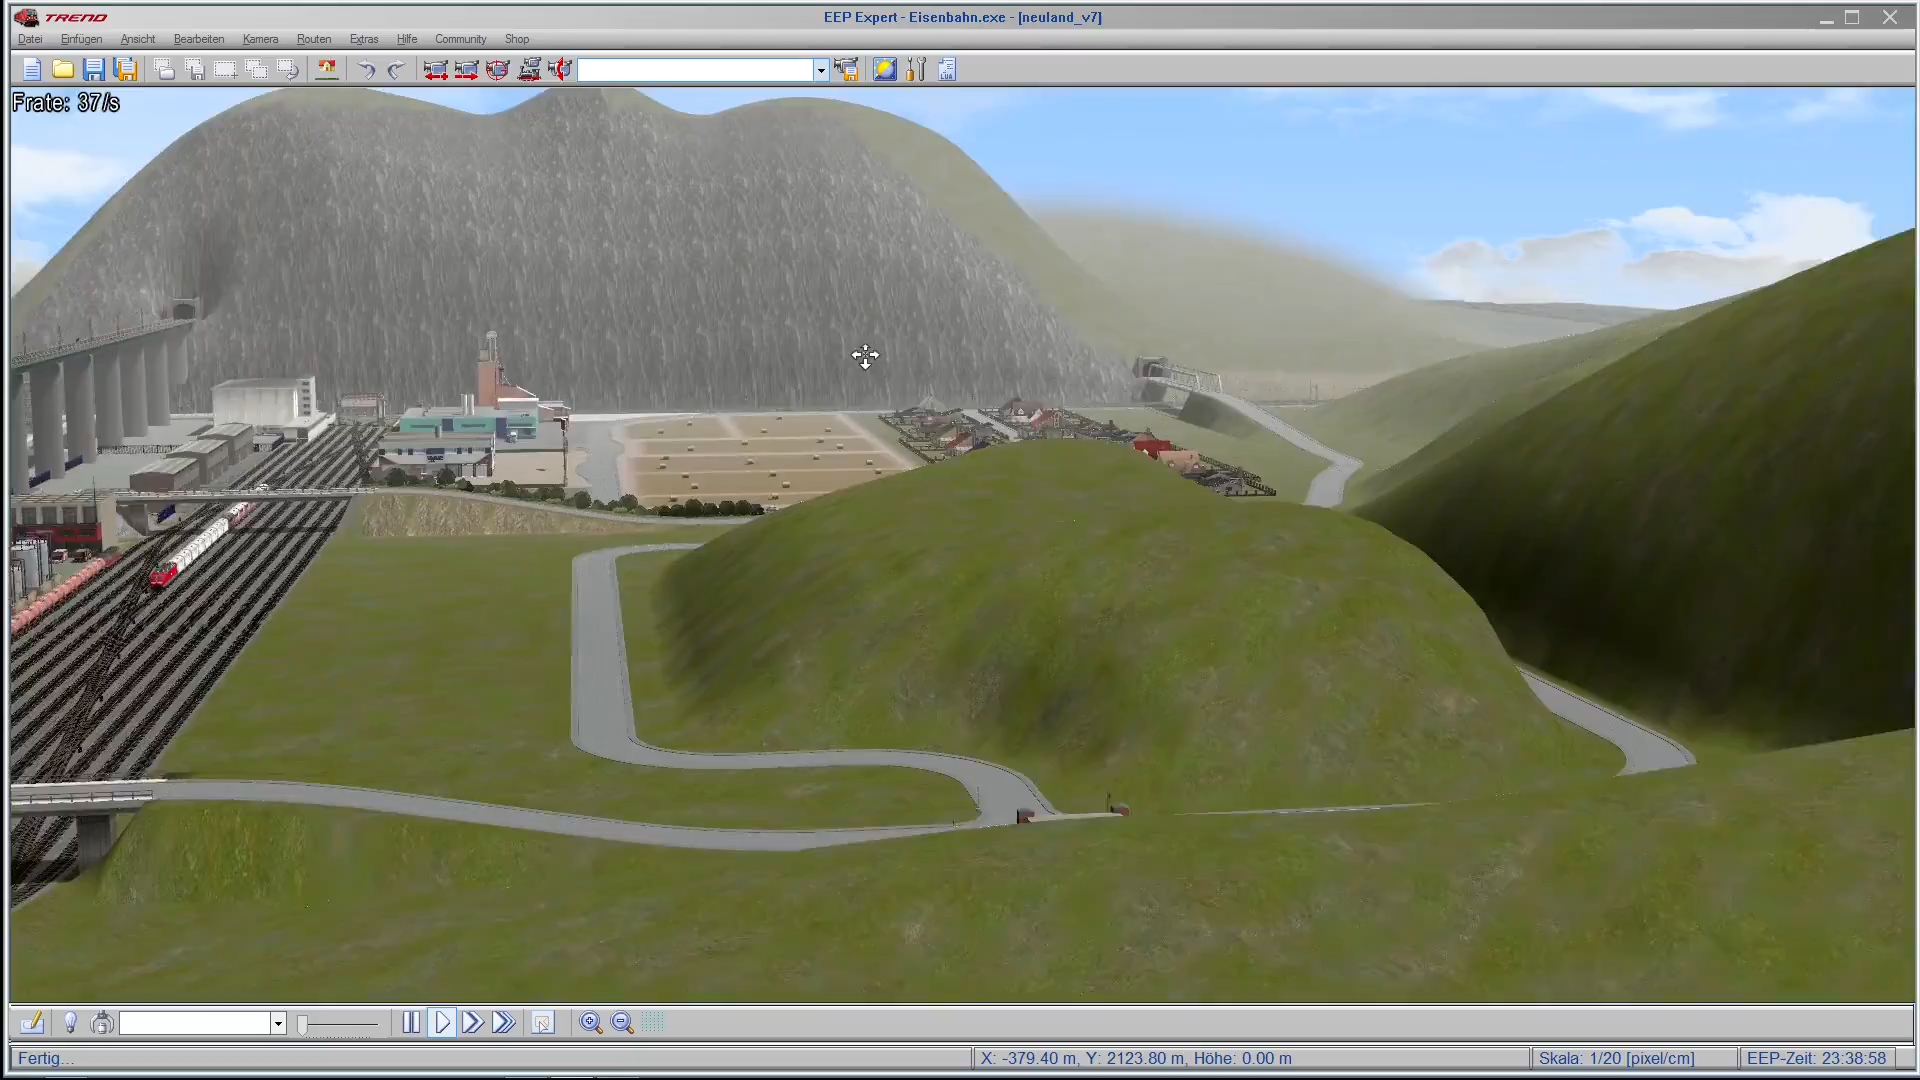 TREND
EEP Expert - Eisenbahn.exe - [neuland_v7]
Datei Einfügen Ansicht Bearbeiten Kamera Routen Extras Hilfe Community Shop
LUA
Frate: 37/s
Fertig...
X: -379.40 m, Y: 2123.80 m, Höhe: 0.00 m
Skala: 1/20 [pixel/cm]
EEP-Zeit: 23:38:58